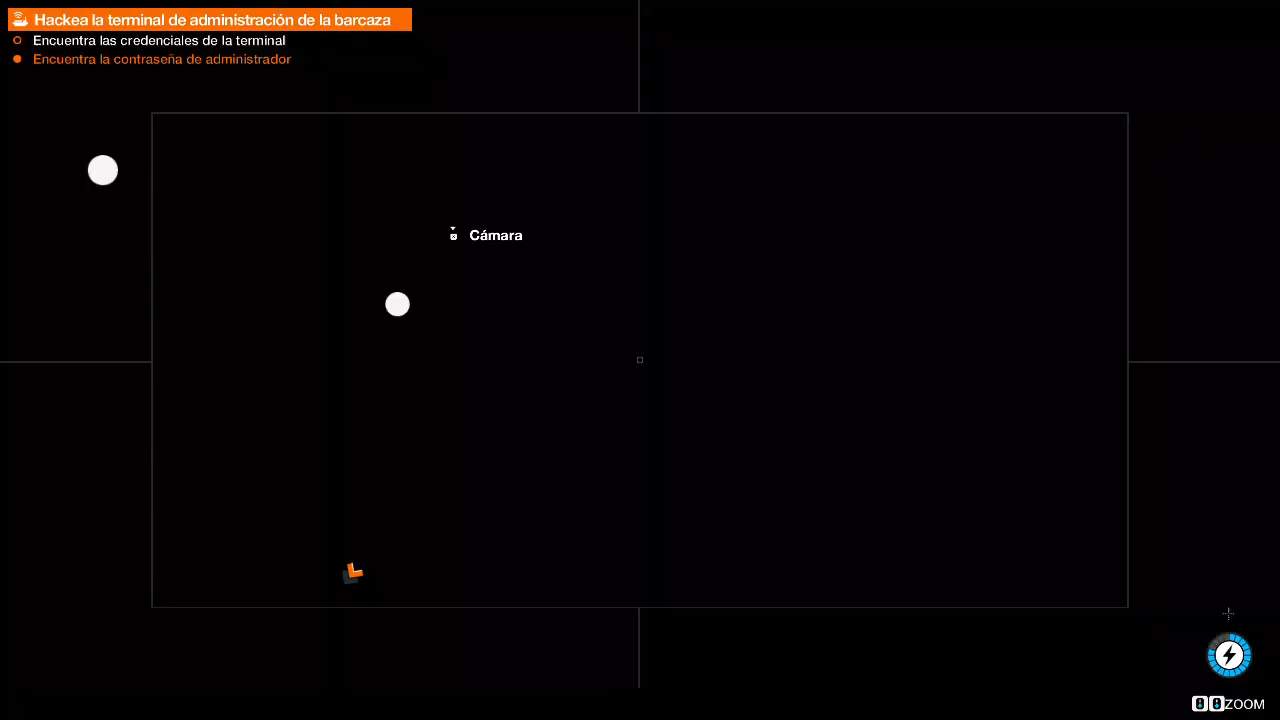 Hackea la terminal de administración de la barcaza
Encuentra las credenciales de la terminal
Encuentra la contraseña de administrador
Cámara
ZOOM